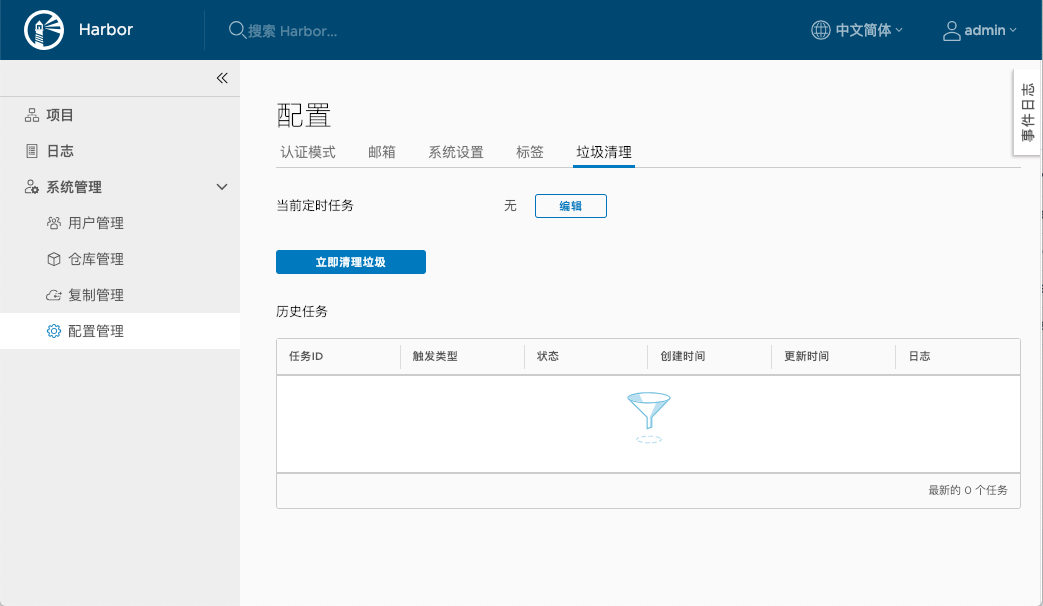 Harbor
搜索 Harbor...
中文简体
admin
事件日志
项目
日志
系统管理
用户管理
仓库管理
复制管理
配置管理
配置
认证模式 邮箱 系统设置 标签 垃圾清理
当前定时任务 无 编辑
立即清理垃圾
历史任务
任务ID 触发类型 状态 创建时间 更新时间 日志
最新的 0 个任务